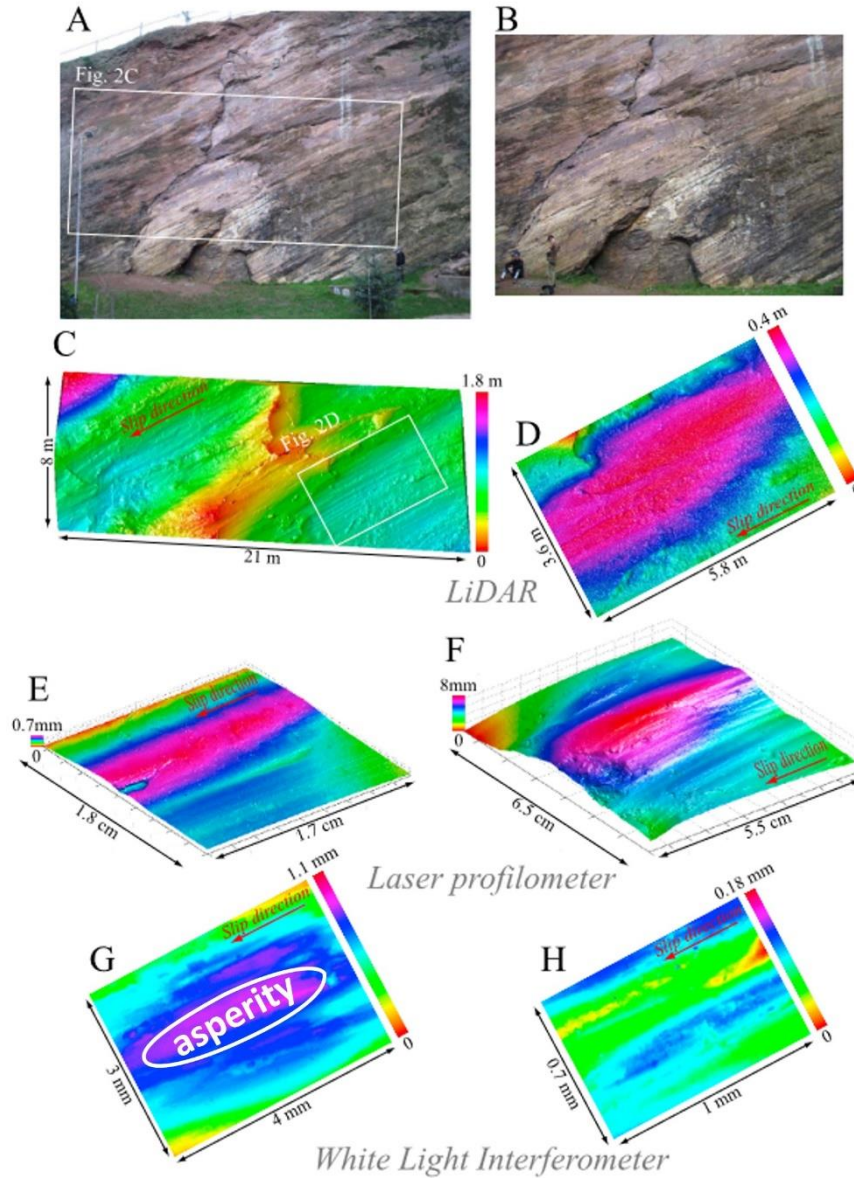 A
Fig. 2C
B
C
Slip direction
Fig. 2D
8 m
21 m
1.8 m
0
D
Slip direction
0.4 m
0
3.6 m
5.8 m
LiDAR
E
Slip direction
0.7mm
0
1.8 cm
1.7 cm
F
8mm
0
Slip direction
6.5 cm
5.5 cm
Laser profilometer
G
Slip direction
1.1 mm
0
asperity
3 mm
4 mm
H
Slip direction
0.18 mm
0
0.7 mm
1 mm
White Light Interferometer